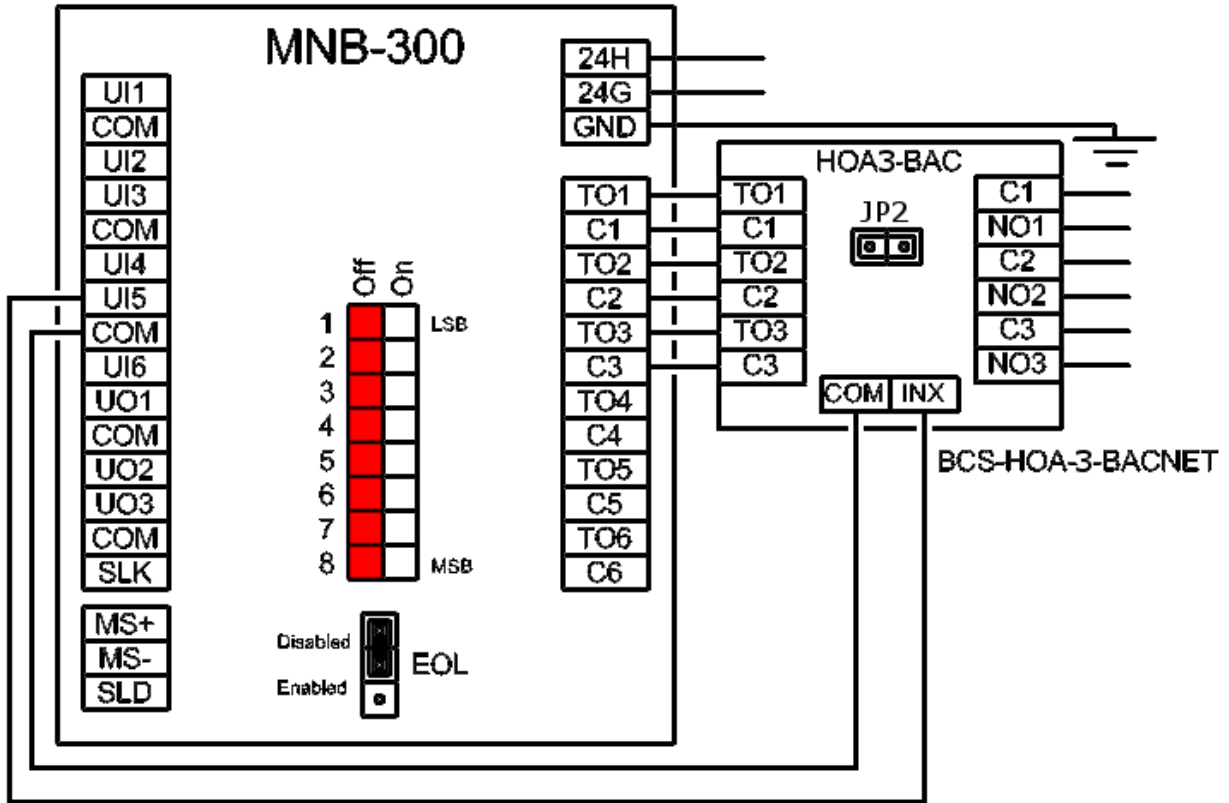 MNB-300
UI1
COM
UI2
UI3
COM
UI4
UI5
COM
UI6
UO1
COM
UO2
UO3
COM
SLK
MS+
MS-
SLD
Off On
1 LSB
2
3
4
5
6
7
8 MSB
Disabled
EOL
Enabled
24H
24G
GND
TO1
C1
TO2
C2
TO3
C3
TO4
C4
TO5
C5
TO6
C6
HOA3-BAC
JP2
TO1
C1
TO2
C2
TO3
C3
C1
NO1
C2
NO2
C3
NO3
COM INX
BCS-HOA-3-BACNET